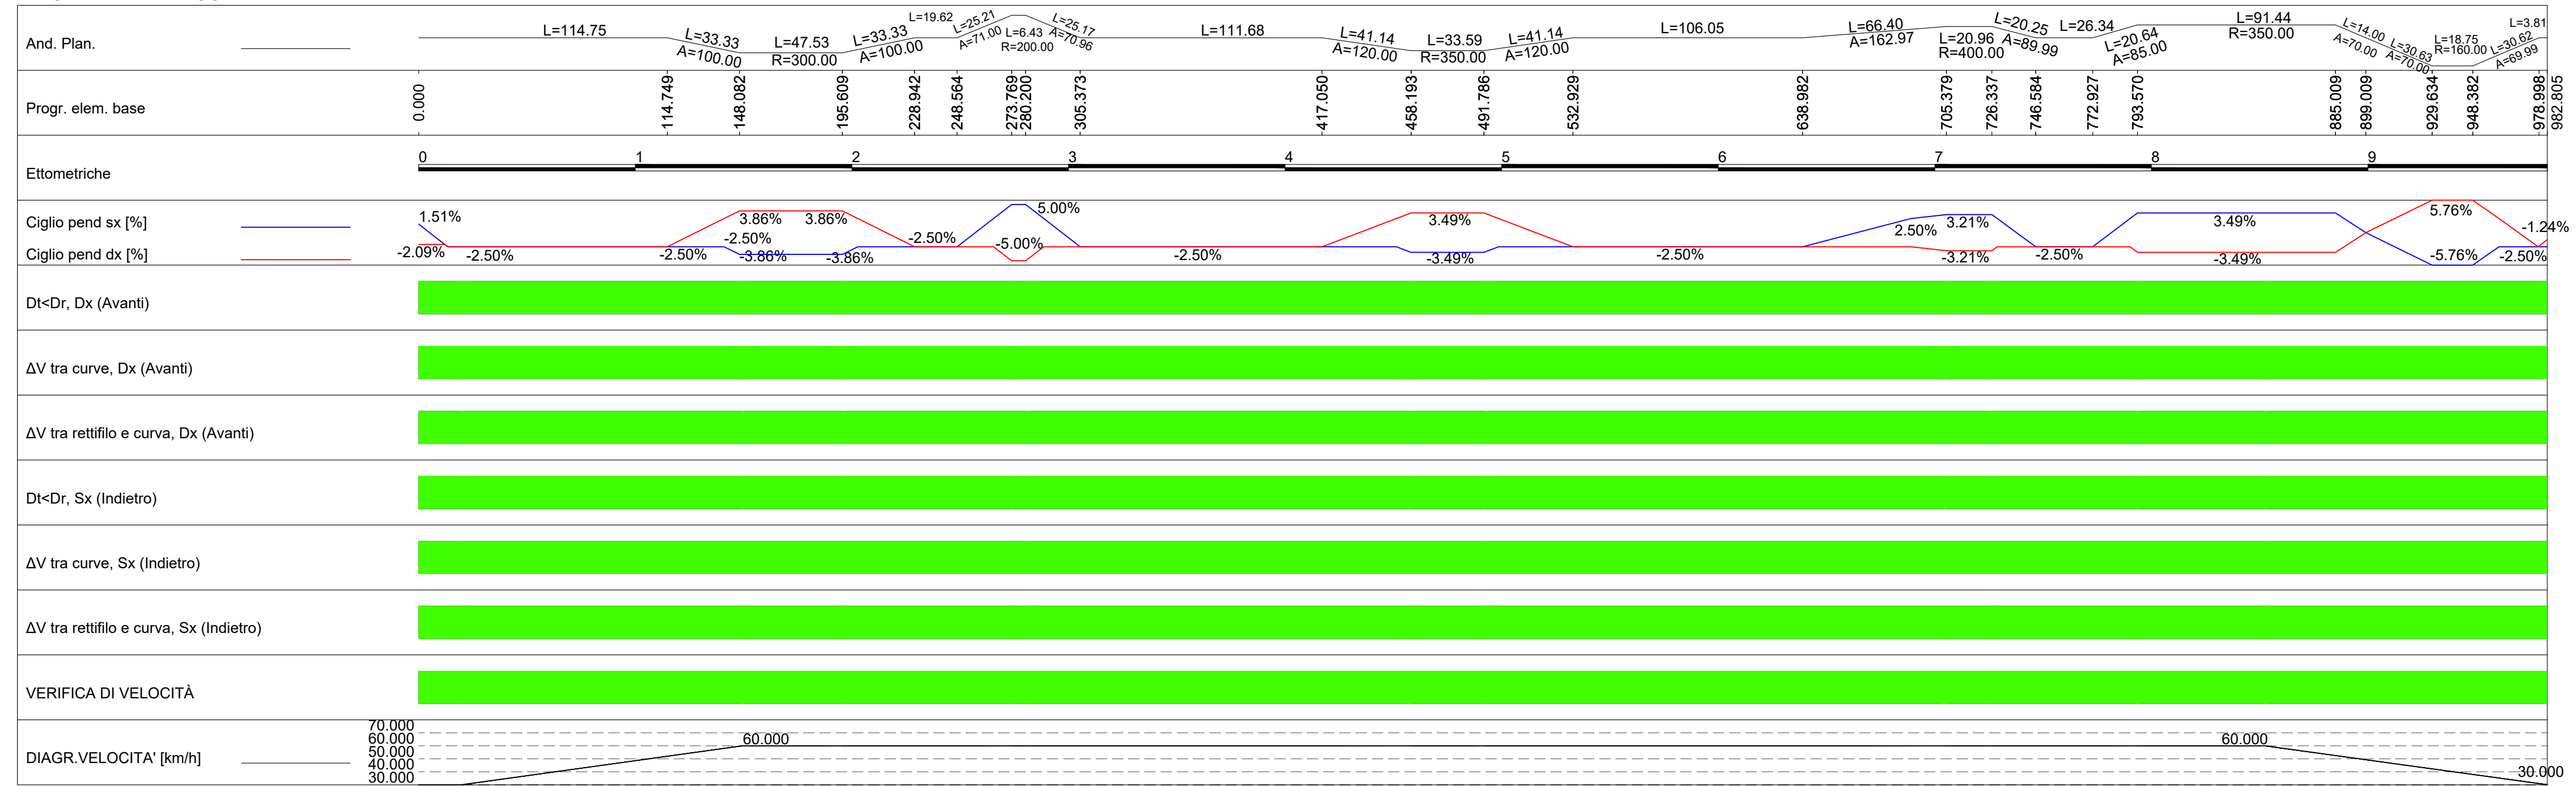 And. Plan.
L=114.75
L=33.33
A=100.00
L=47.53
R=300.00
L=33.33
A=100.00
L=19.62
L=25.21
A=71.00
L=6.43
R=200.00
L=25.17
A=70.96
L=111.68
L=41.14
A=120.00
L=33.59
R=350.00
L=41.14
A=120.00
L=106.05
L=66.40
A=162.97
L=20.96
R=400.00
L=20.25
A=89.99
L=26.34
L=20.64
A=85.00
L=91.44
R=350.00
L=14.00
A=70.00
L=30.63
A=70.00
L=18.75
R=160.00
L=30.62
A=69.99
L=3.81
Progr. elem. base
0.000
114.749
148.082
195.609
228.942
248.564
273.769
280.200
305.373
417.050
458.193
491.786
532.929
638.982
705.379
726.337
746.584
772.927
793.570
885.009
899.009
929.634
948.382
978.998
982.805
Ettometriche
0 1 2 3 4 5 6 7 8 9
Ciglio pend sx [%]
Ciglio pend dx [%]
1.51%
-2.09%
-2.50%
-2.50%
3.86%
-2.50%
-3.86%
3.86%
-3.86%
-2.50%
-5.00%
5.00%
-2.50%
3.49%
-3.49%
-2.50%
2.50%
3.21%
-3.21%
-2.50%
3.49%
-3.49%
5.76%
-5.76%
-1.24%
-2.50%
Dt<Dr, Dx (Avanti)
ΔV tra curve, Dx (Avanti)
ΔV tra rettifilo e curva, Dx (Avanti)
Dt<Dr, Sx (Indietro)
ΔV tra curve, Sx (Indietro)
ΔV tra rettifilo e curva, Sx (Indietro)
VERIFICA DI VELOCITÀ
DIAGR.VELOCITA' [km/h]
70.000
60.000
50.000
40.000
30.000
60.000
60.000
30.000